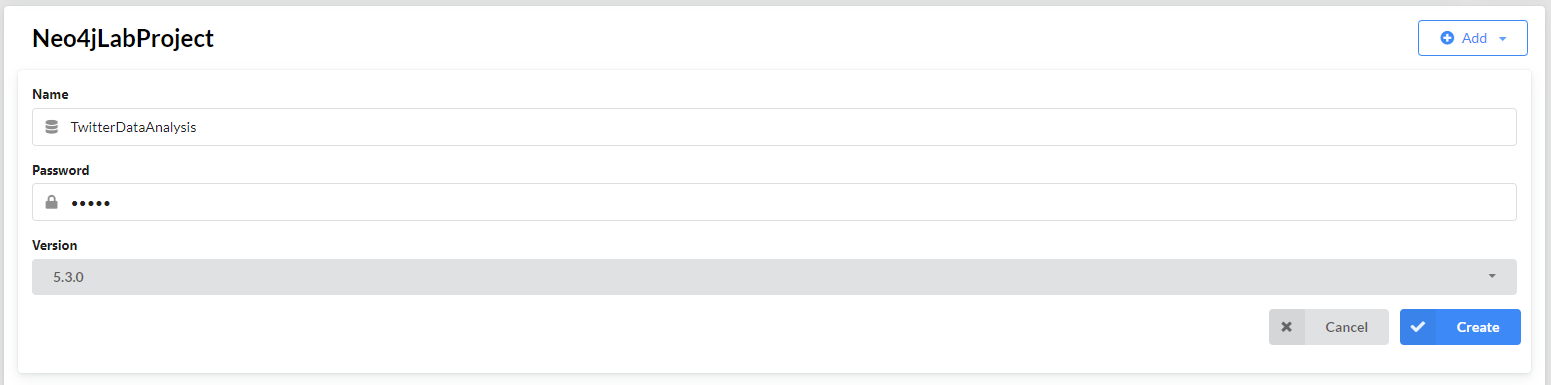 Neo4jLabProject
Add
Name
TwitterDataAnalysis
Password
•••••
Version
5.3.0
Cancel
Create